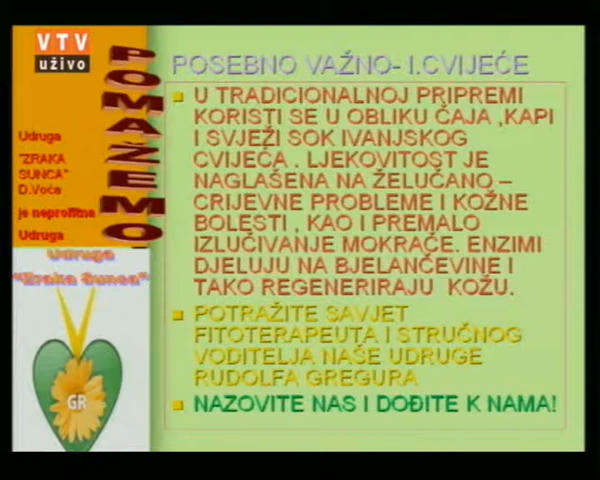 VTV
uživo
POMAŽEMO
Udruga
"ZRAKA
SUNCA"
D.Voća
je neprofitna
Udruga
Udruga
"Zraka Sunca"
GR
POSEBNO VAŽNO- I.CVIJEĆE
U TRADICIONALNOJ PRIPREMI
KORISTI SE U OBLIKU ČAJA ,KAPI
I SVJEŽI SOK IVANJSKOG
CVIJEĆA . LJEKOVITOST JE
NAGLAŠENA NA ŽELUČANO –
CRIJEVNE PROBLEME I KOŽNE
BOLESTI , KAO I PREMALO
IZLUČIVANJE MOKRAČE. ENZIMI
DJELUJU NA BJELANČEVINE I
TAKO REGENERIRAJU KOŽU.
POTRAŽITE SAVJET
FITOTERAPEUTA I STRUČNOG
VODITELJA NAŠE UDRUGE
RUDOLFA GREGURA
NAZOVITE NAS I DOĐITE K NAMA!